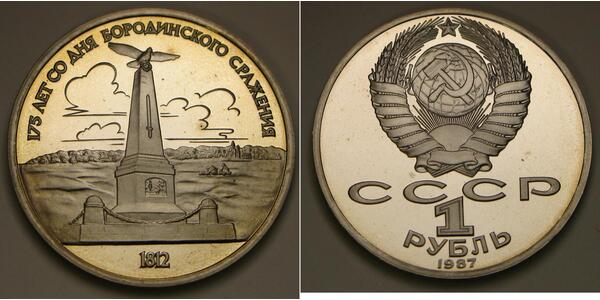 175 ЛЕТ СО ДНЯ БОРОДИНСКОГО СРАЖЕНИЯ
1812
СССР
1
РУБЛЬ
1987